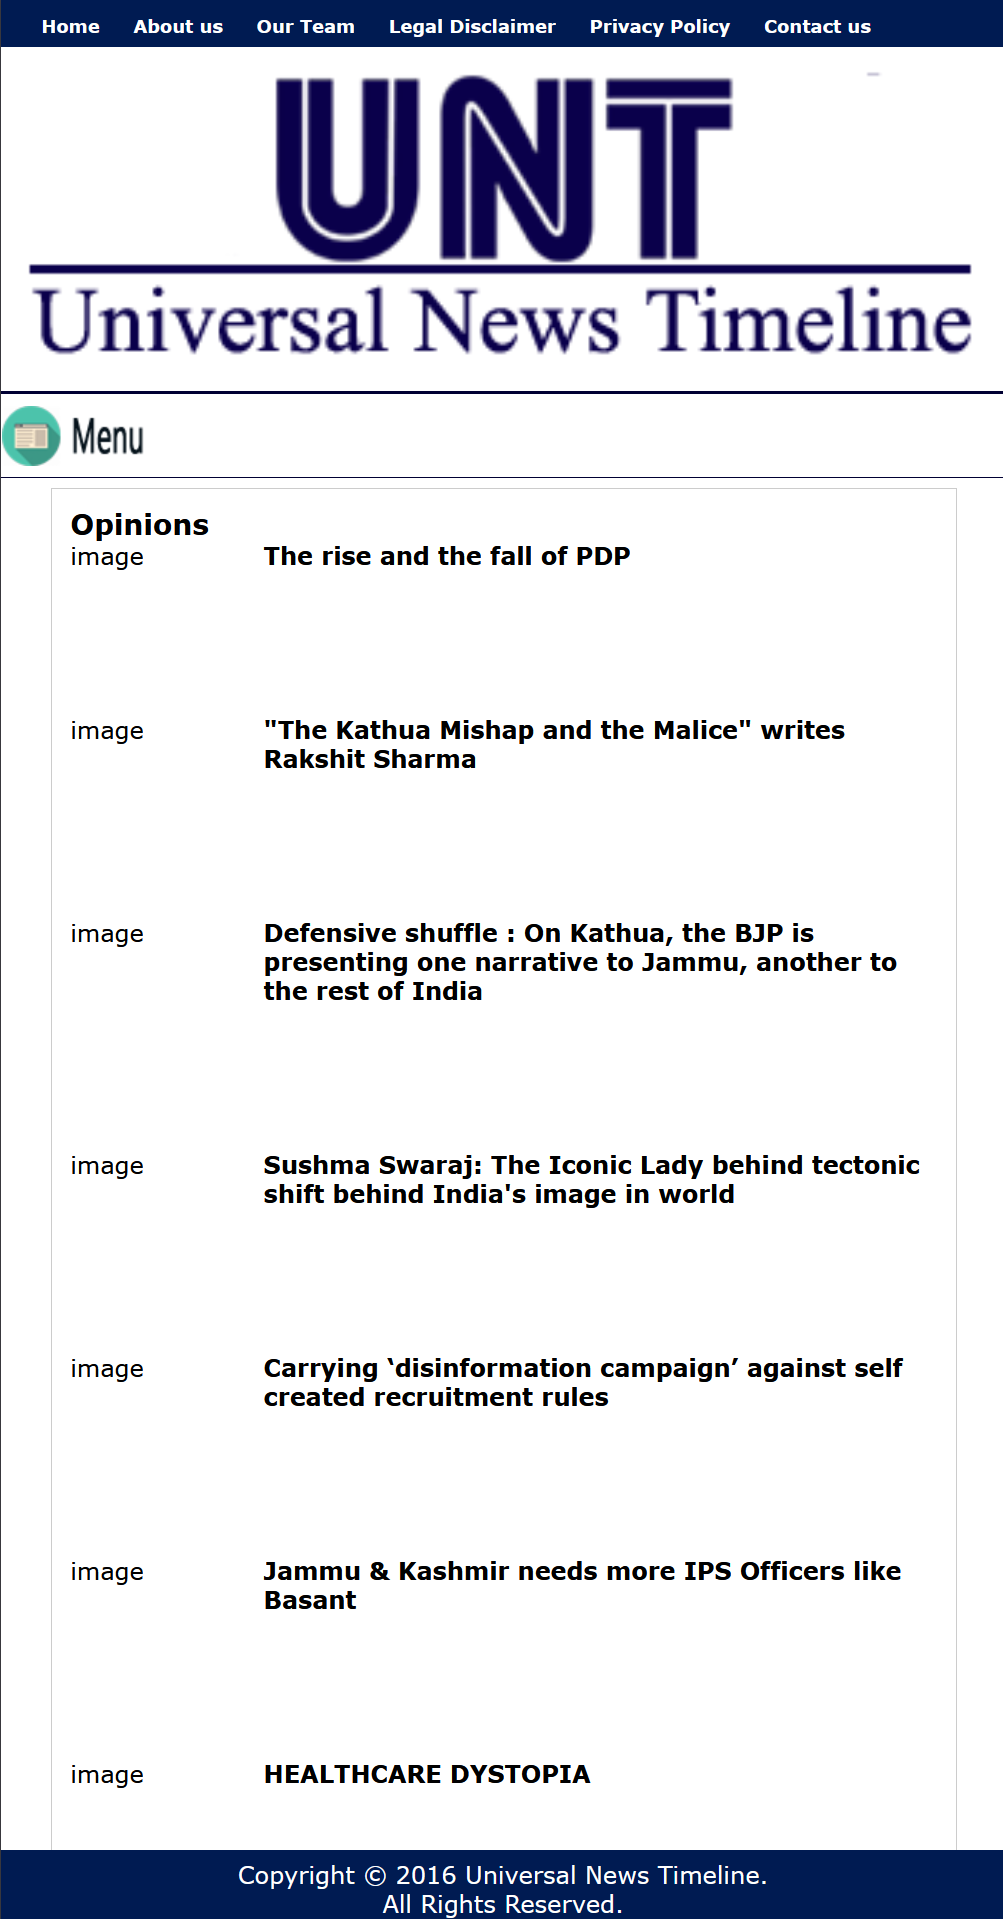 Home About us Our Team Legal Disclaimer Privacy Policy Contact us
UNT
Universal News Timeline
Menu
Opinions
image The rise and the fall of PDP
image "The Kathua Mishap and the Malice" writes
Rakshit Sharma
image Defensive shuffle : On Kathua, the BJP is
presenting one narrative to Jammu, another to
the rest of India
image Sushma Swaraj: The Iconic Lady behind tectonic
shift behind India's image in world
image Carrying ‘disinformation campaign’ against self
created recruitment rules
image Jammu & Kashmir needs more IPS Officers like
Basant
image HEALTHCARE DYSTOPIA
Copyright © 2016 Universal News Timeline.
All Rights Reserved.